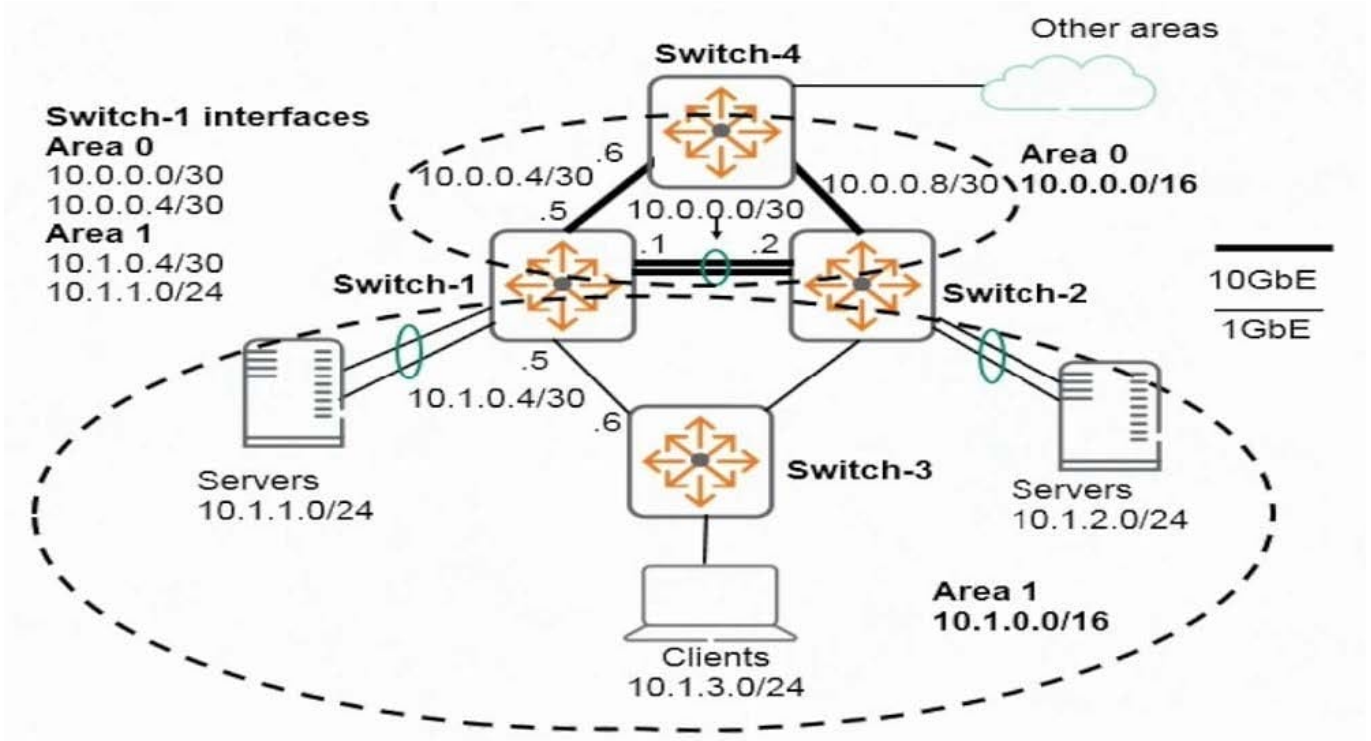 Other areas
Switch-4
Switch-1 interfaces
Area 0
10.0.0.0/30
10.0.0.4/30
Area 1
10.1.0.4/30
10.1.1.0/24
.6
10.0.0.4/30
.5
10.0.0.8/30
10.0.0.0/30
Area 0
10.0.0.0/16
.1
.2
Switch-1
Switch-2
10GbE
1GbE
.5
10.1.0.4/30
.6
Switch-3
Servers
10.1.1.0/24
Servers
10.1.2.0/24
Area 1
10.1.0.0/16
Clients
10.1.3.0/24